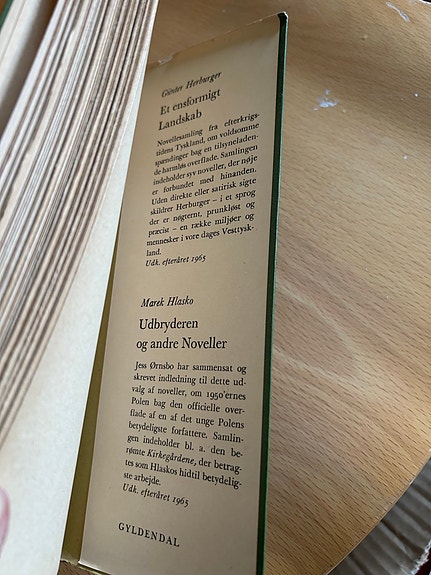 Günter Herburger
Et ensformigt
Landskab
Novellesamling fra efterkrigs-
tidens Tyskland, om voldsomme
spændinger bag en tilsyneladen-
de harmløs overflade. Samlingen
indeholder syv noveller, der nøje
er forbundet med hinanden.
Uden direkte eller satirisk sigte
skildrer Herburger – i et sprog
der er nøgternt, prunkløst og
præcist – en række miljøer og
mennesker i vore dages Vesttysk-
land.
Udk. efteråret 1965
Marek Hlasko
Udbryderen
og andre Noveller
Jess Ørnsbo har sammensat og
skrevet indledning til dette ud-
valg af noveller, om 1950'ernes
Polen bag den officielle over-
flade af en af det unge Polens
betydeligste forfattere. Samlin-
gen indeholder bl. a. den be-
rømte Kirkegårdene, der betrag-
tes som Hlaskos hidtil betydelig-
ste arbejde.
Udk. efteråret 1965
GYLDENDAL